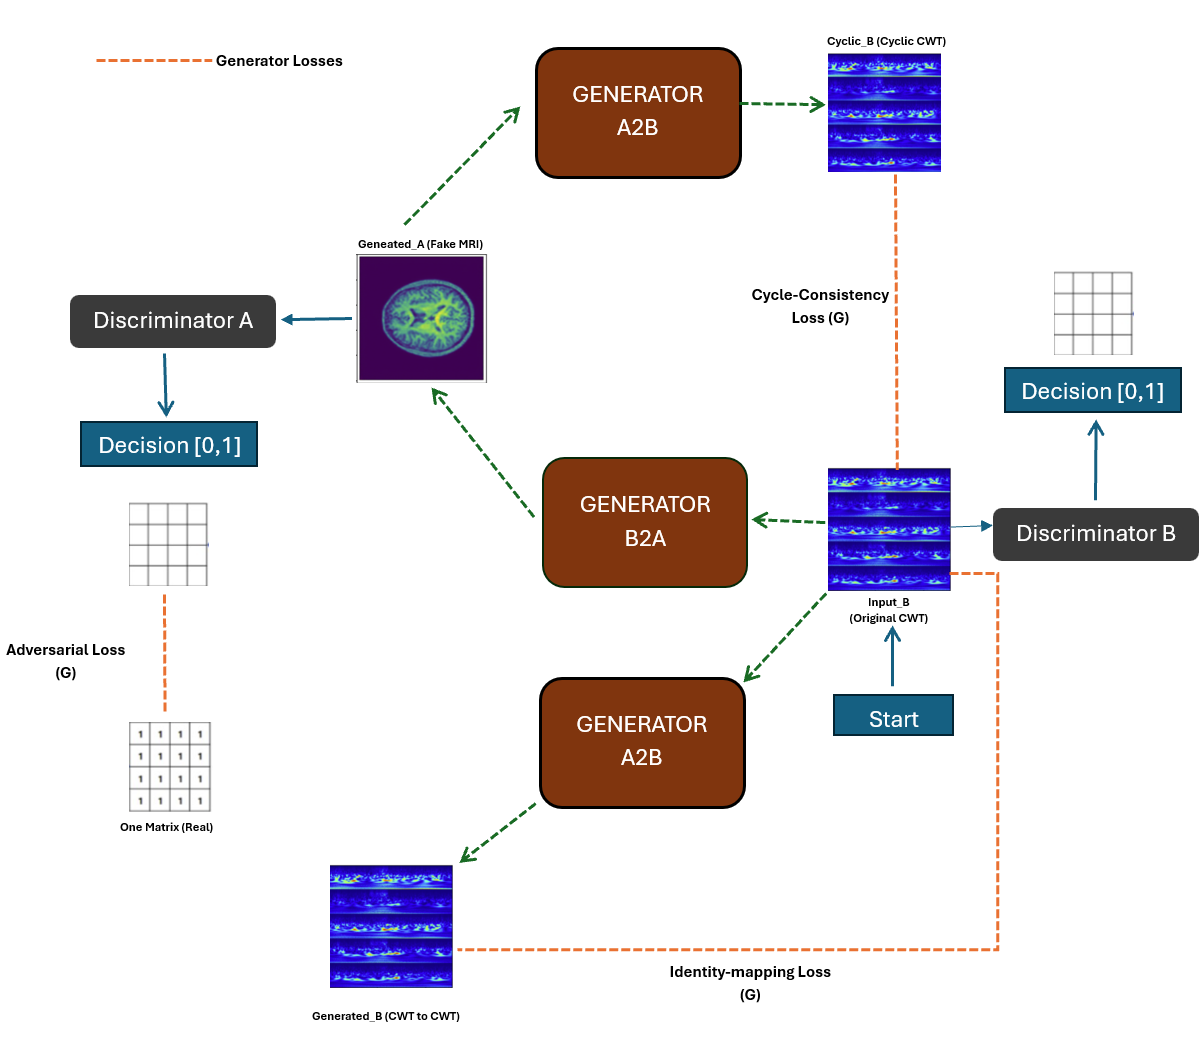 Cyclic_B (Cyclic CWT)
Generator Losses
GENERATOR
A2B
Geneated_A (Fake MRI)
Cycle-Consistency
Loss (G)
Discriminator A
Decision [0,1]
Decision [0,1]
GENERATOR
B2A
Discriminator B
Input_B
(Original CWT)
Adversarial Loss
(G)
Start
GENERATOR
A2B
1 1 1 1
1 1 1 1
1 1 1 1
1 1 1 1
One Matrix (Real)
Identity-mapping Loss
(G)
Generated_B (CWT to CWT)